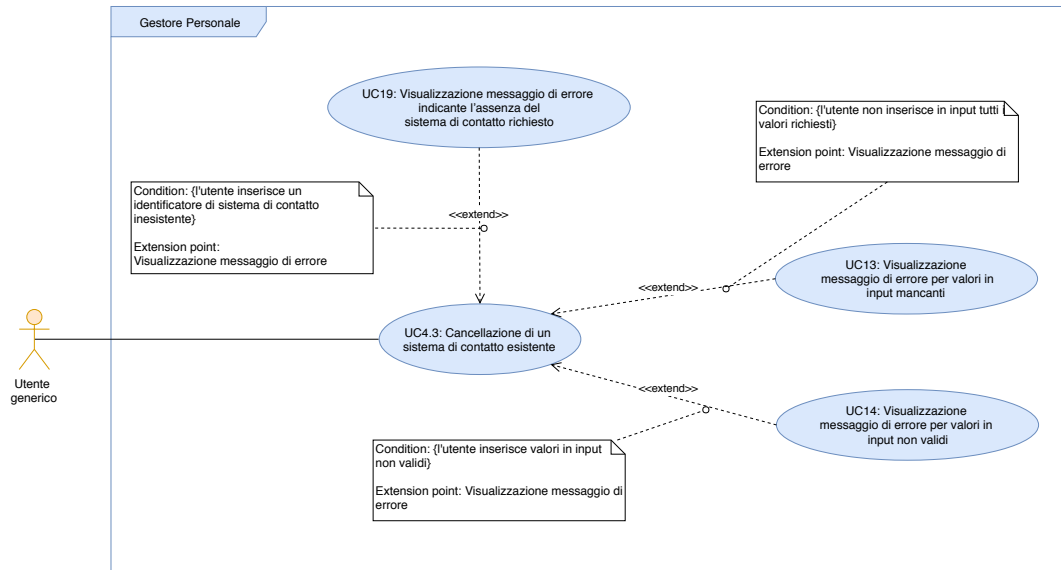 Gestore Personale
UC19: Visualizzazione messaggio di errore
indicante l'assenza del
sistema di contatto richiesto
Condition: {l'utente non inserisce in input tutti i
valori richiesti}
Extension point: Visualizzazione messaggio di
errore
Condition: {l'utente inserisce un
identificatore di sistema di contatto
inesistente}
Extension point:
Visualizzazione messaggio di errore
<<extend>>
UC13: Visualizzazione
messaggio di errore per valori in
input mancanti
<<extend>>
UC4.3: Cancellazione di un
sistema di contatto esistente
Utente
generico
<<extend>>
UC14: Visualizzazione
messaggio di errore per valori in
input non validi
Condition: {l'utente inserisce valori in input
non validi}
Extension point: Visualizzazione messaggio di
errore